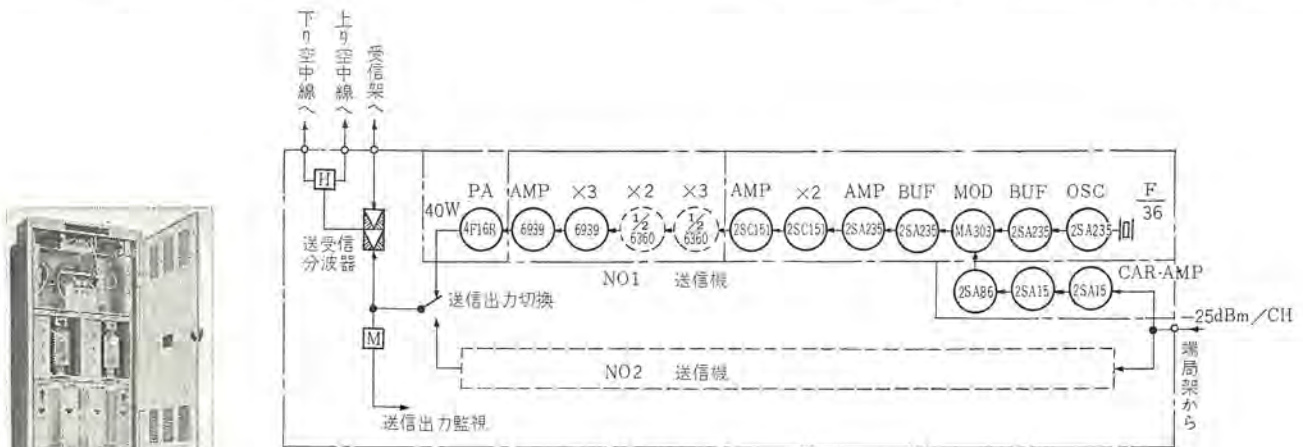 下り空中線へ
上り空中線へ
受信架へ
H
PA AMP ×3 ×2 ×3 AMP ×2 AMP BUF MOD BUF OSC F/36
40W
4F16R 6939 6939 1/2 6360 1/2 6360 2SC151 2SC151 2SA235 2SA235 MA303 2SA235 2SA235
送受信
分波器
NO1 送信機
CAR-AMP
2SA86 2SA15 2SA15
送信出力切換
−25dBm/CH
M
NO2 送信機
端局架から
送信出力監視